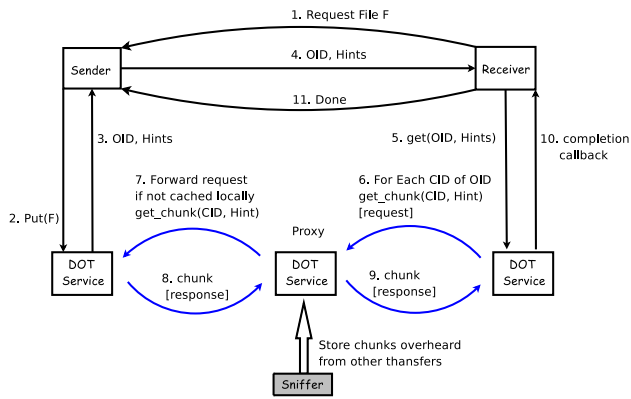 1. Request File F
Sender
4. OID, Hints
Receiver
11. Done
3. OID, Hints
5. get(OID, Hints)
10. completion
callback
2. Put(F)
7. Forward request
if not cached locally
get_chunk(CID, Hint)
6. For Each CID of OID
get_chunk(CID, Hint)
[request]
Proxy
DOT
Service
8. chunk
[response]
DOT
Service
9. chunk
[response]
DOT
Service
Store chunks overheard
from other thansfers
Sniffer